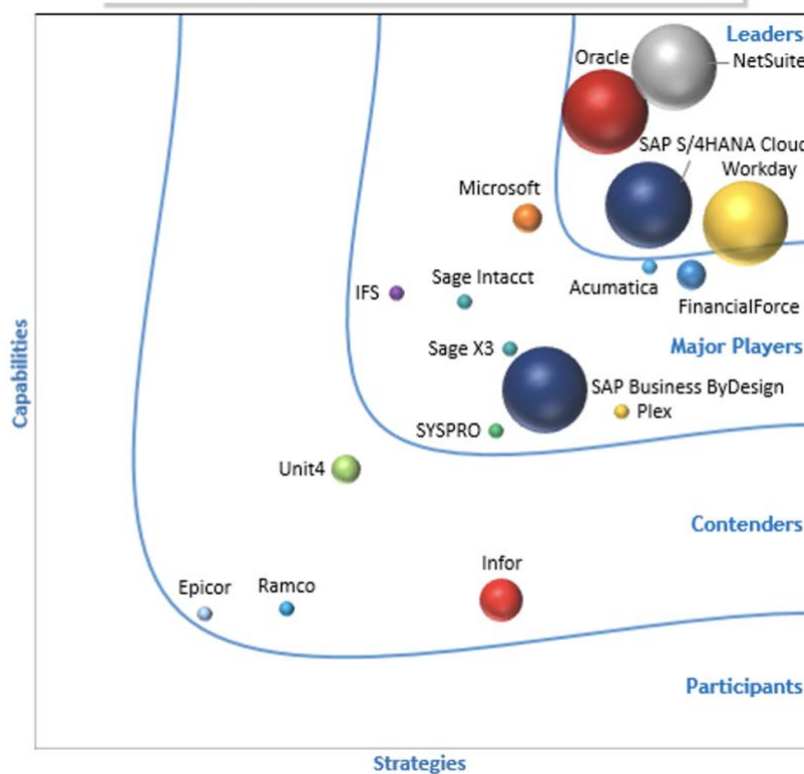 Leaders
Oracle
NetSuite
SAP S/4HANA Cloud
Workday
Microsoft
Sage Intacct
IFS
Acumatica
FinancialForce
Major Players
Sage X3
SAP Business ByDesign
Plex
SYSPRO
Unit4
Contenders
Infor
Epicor
Ramco
Participants
Capabilities
Strategies